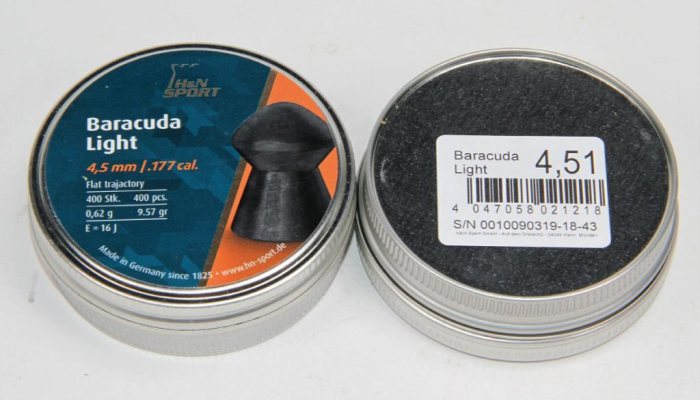 H&N
SPORT
Baracuda
Light
4,5 mm | .177 cal.
Flat trajactory
400 Stk. 400 pcs.
0,62 g 9.57 gr
E = 16 J
Made in Germany since 1825 • www.hn-sport.de
Baracuda
Light
4,51
4 047058 021218
S/N 0010090319-18-43